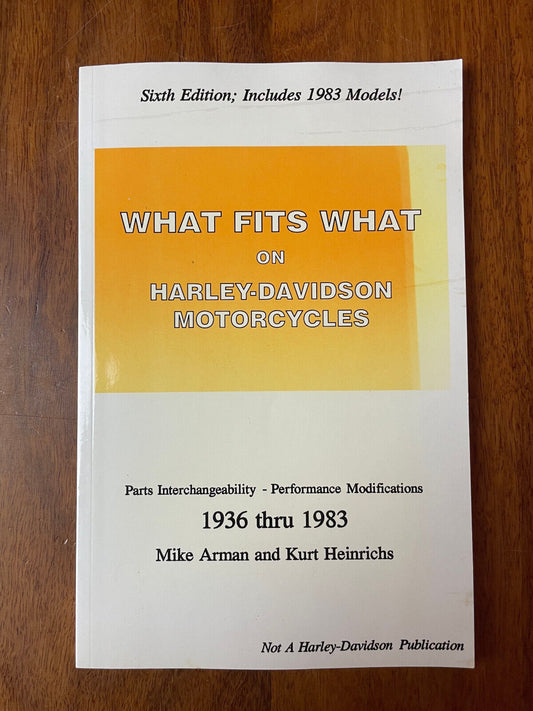 Sixth Edition; Includes 1983 Models!
WHAT FITS WHAT
ON
HARLEY-DAVIDSON
MOTORCYCLES
Parts Interchangeability - Performance Modifications
1936 thru 1983
Mike Arman and Kurt Heinrichs
Not A Harley-Davidson Publication